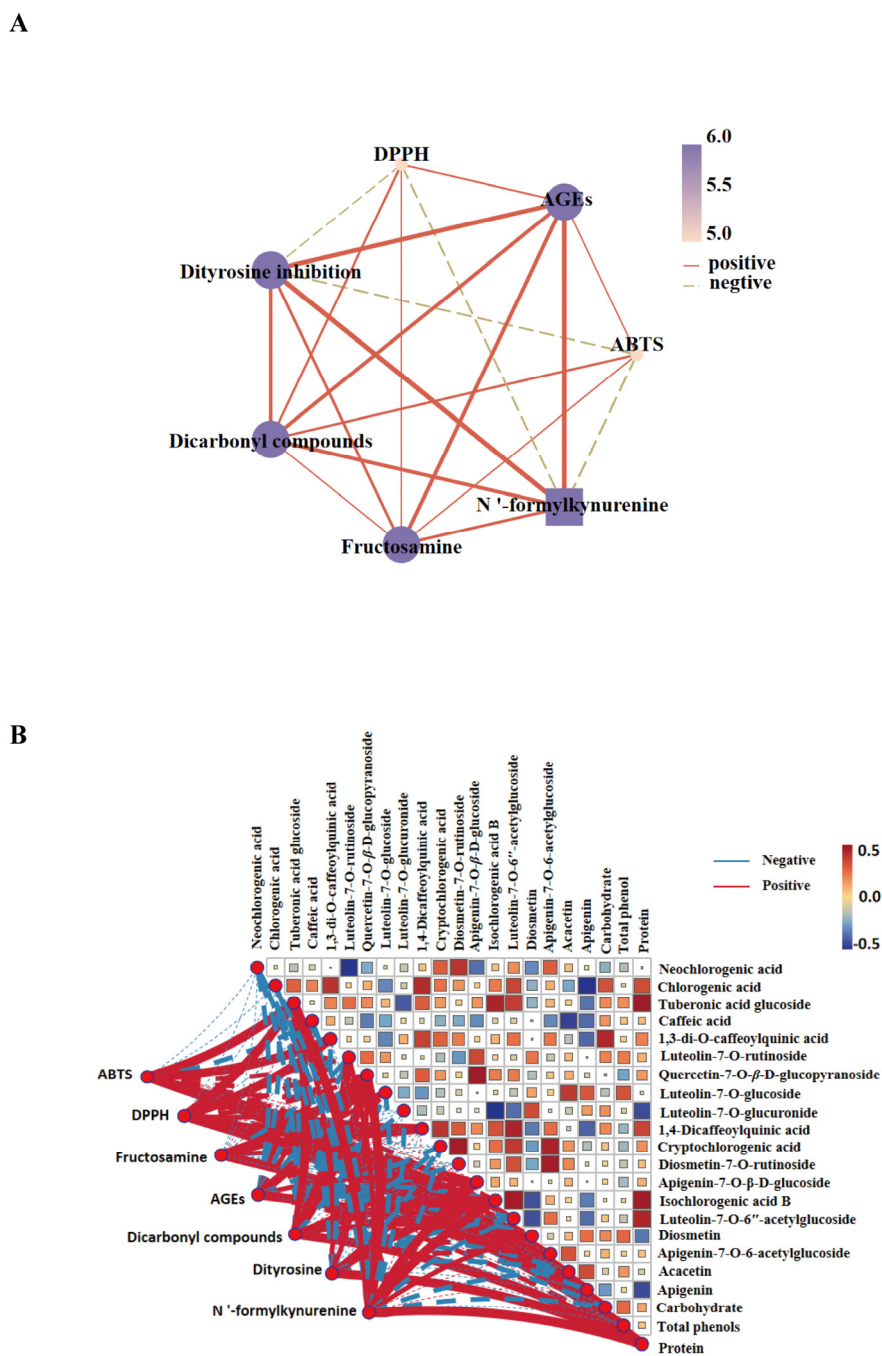 A
6.0
DPPH
AGEs
5.5
5.0
Dityrosine inhibition
positive
negtive
ABTS
Dicarbonyl compounds
N '-formylkynurenine
Fructosamine
B
Neochlorogenic acid
Chlorogenic acid
Tuberonic acid glucoside
Caffeic acid
1,3-di-O-caffeoylquinic acid
Luteolin-7-O-rutinoside
Quercetin-7-O-β-D-glucopyranoside
Luteolin-7-O-glucoside
Luteolin-7-O-glucuronide
1,4-Dicaffeoylquinic acid
Cryptochlorogenic acid
Diosmetin-7-O-rutinoside
Apigenin-7-O-β-D-glucoside
Isochlorogenic acid B
Luteolin-7-O-6″-acetylglucoside
Diosmetin
Apigenin-7-O-6-acetylglucoside
Acacetin
Apigenin
Carbohydrate
Total phenol
Protein
Negative
Positive
0.5
0.0
-0.5
Neochlorogenic acid
Chlorogenic acid
Tuberonic acid glucoside
Caffeic acid
1,3-di-O-caffeoylquinic acid
Luteolin-7-O-rutinoside
Quercetin-7-O-β-D-glucopyranoside
Luteolin-7-O-glucoside
Luteolin-7-O-glucuronide
1,4-Dicaffeoylquinic acid
Cryptochlorogenic acid
Diosmetin-7-O-rutinoside
Apigenin-7-O-β-D-glucoside
Isochlorogenic acid B
Luteolin-7-O-6″-acetylglucoside
Diosmetin
Apigenin-7-O-6-acetylglucoside
Acacetin
Apigenin
Carbohydrate
Total phenols
Protein
ABTS
DPPH
Fructosamine
AGEs
Dicarbonyl compounds
Dityrosine
N '-formylkynurenine